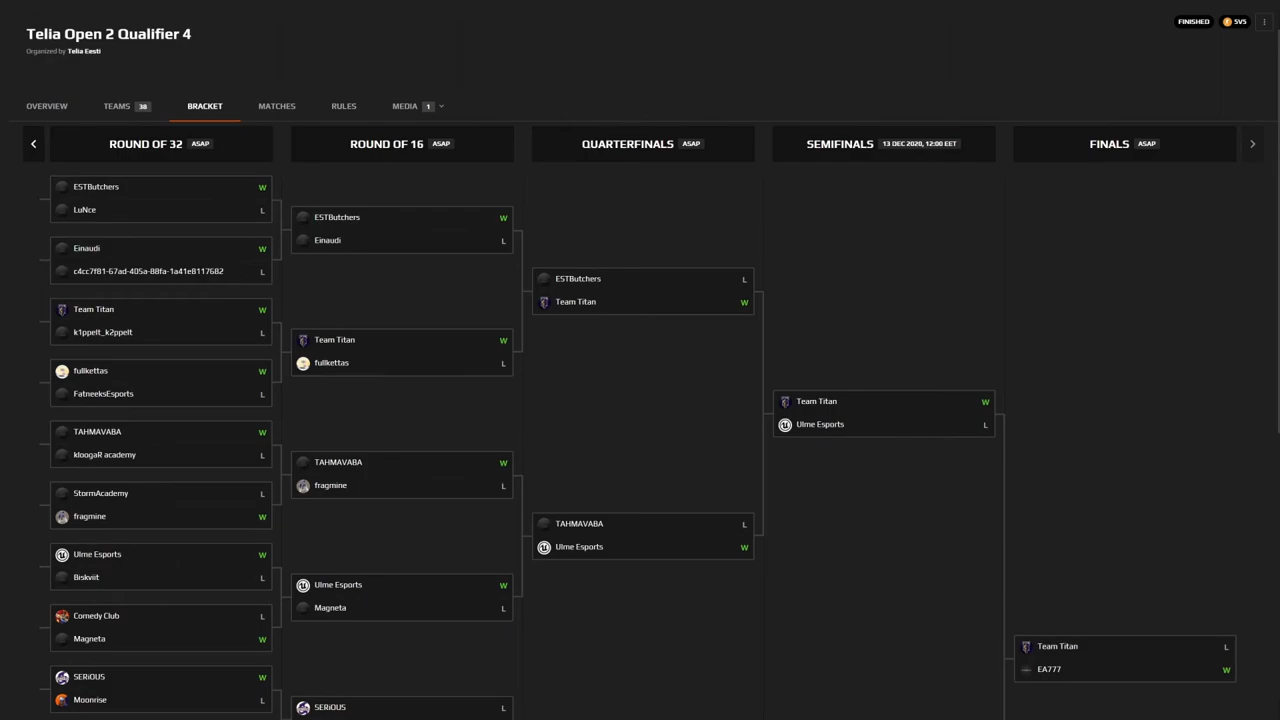 Telia Open 2 Qualifier 4
Organized by Telia Eesti
FINISHED
5V5
OVERVIEW
TEAMS 38
BRACKET
MATCHES
RULES
MEDIA 1
ROUND OF 32 ASAP
ROUND OF 16 ASAP
QUARTERFINALS ASAP
SEMIFINALS 13 DEC 2020, 12:00 EET
FINALS ASAP
ESTButchers W
LuNce L
Einaudi W
c4cc7f81-67ad-405a-88fa-1a41e8117682 L
Team Titan W
k1ppelt_k2ppelt L
fullkettas W
FatneeksEsports L
TAHMAVABA W
kloogaR academy L
StormAcademy L
fragmine W
Ulme Esports W
Biskviit L
Comedy Club L
Magneta W
SERiOUS W
Moonrise L
ESTButchers W
Einaudi L
Team Titan W
fullkettas L
TAHMAVABA W
fragmine L
Ulme Esports W
Magneta L
SERiOUS L
ESTButchers L
Team Titan W
TAHMAVABA L
Ulme Esports W
Team Titan W
Ulme Esports L
Team Titan L
EA777 W